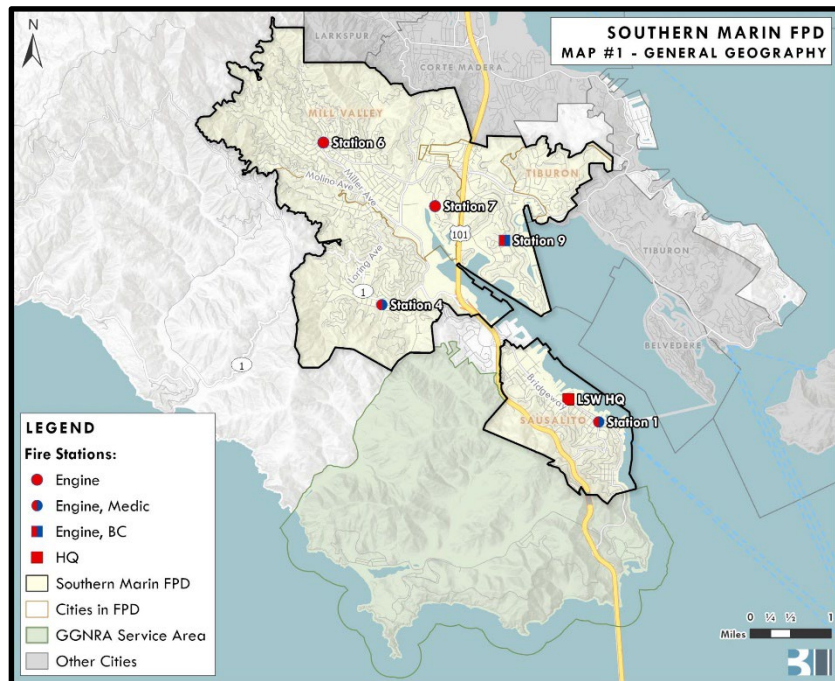 SOUTHERN MARIN FPD
MAP #1 - GENERAL GEOGRAPHY
N
LARKSPUR
CORTE MADERA
MILL VALLEY
Station 6
Miller Ave
Molino Ave
TIBURON
Station 7
101
Station 9
TIBURON
Loring Ave
1
Station 4
1
BELVEDERE
Bridgeway
LSW HQ
SAUSALITO
Station 1
LEGEND
Fire Stations:
Engine
Engine, Medic
Engine, BC
HQ
Southern Marin FPD
Cities in FPD
GGNRA Service Area
Other Cities
0 ¼ ½ 1
Miles